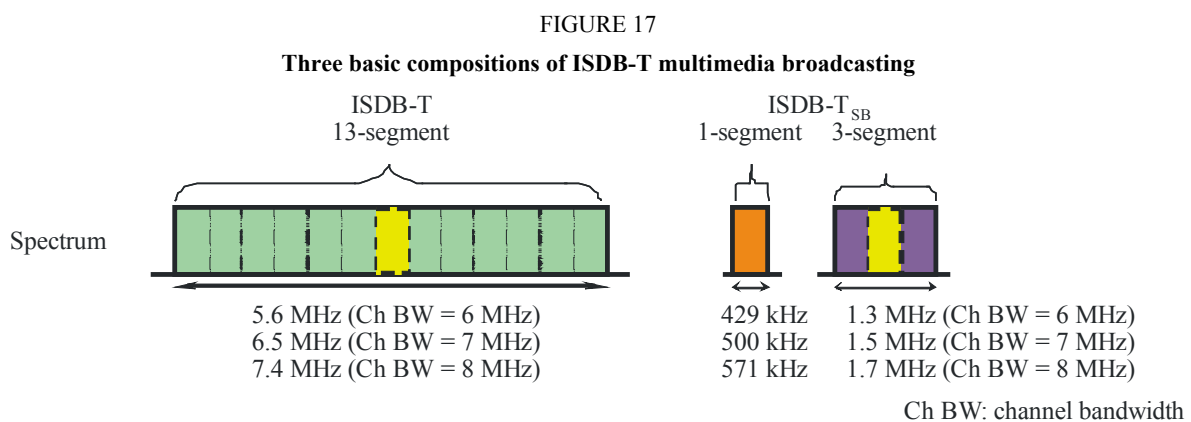 FIGURE 17
Three basic compositions of ISDB-T multimedia broadcasting
ISDB-T
13-segment
ISDB-T_SB
1-segment 3-segment
Spectrum
5.6 MHz (Ch BW = 6 MHz) 429 kHz 1.3 MHz (Ch BW = 6 MHz)
6.5 MHz (Ch BW = 7 MHz) 500 kHz 1.5 MHz (Ch BW = 7 MHz)
7.4 MHz (Ch BW = 8 MHz) 571 kHz 1.7 MHz (Ch BW = 8 MHz)
Ch BW: channel bandwidth